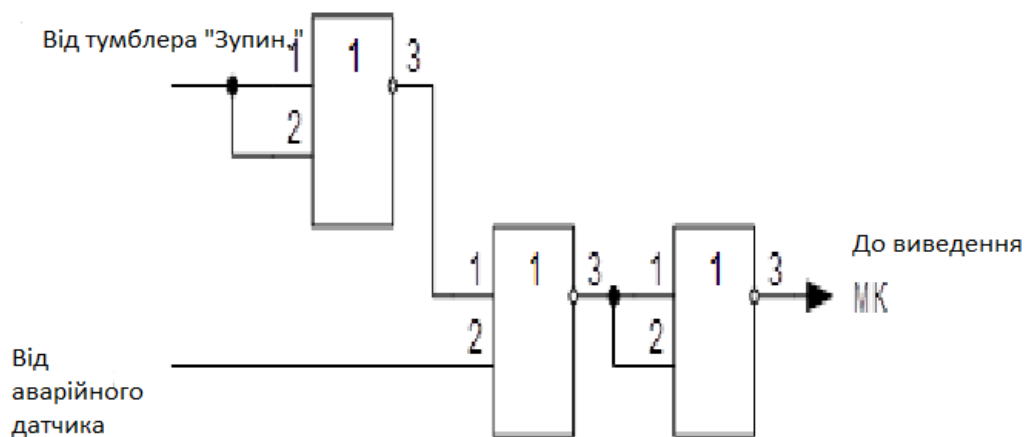 Від тумблера "Зупин."
1 1 3
2
До виведення
1 1 3 1 1 3
МК
2 2
Від
аварійного
датчика